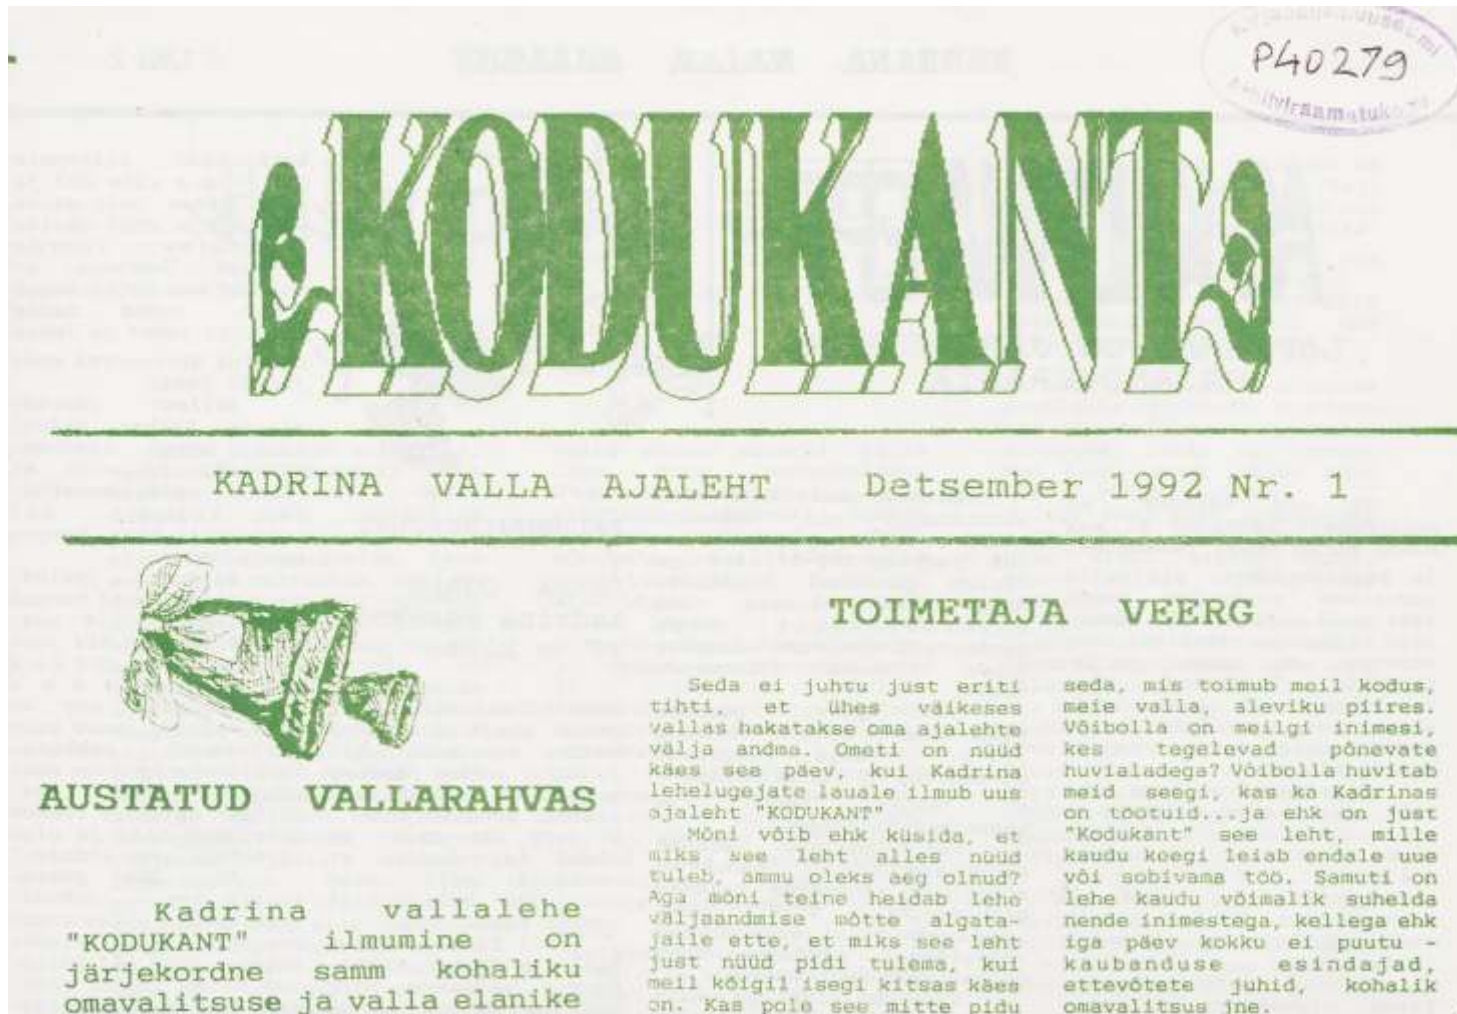 P40279
KODUKANT
KADRINA VALLA AJALEHT Detsember 1992 Nr. 1
AUSTATUD VALLARAHVAS
Kadrina vallalehe
"KODUKANT" ilmumine on
järjekordne samm kohaliku
omavalitsuse ja valla elanike
TOIMETAJA VEERG
Seda ei juhtu just eriti
tihti, et ühes väikeses
vallas hakatakse oma ajalehte
välja andma. Ometi on nüüd
käes see päev, kui Kadrina
lehelugejate lauale ilmub uus
ajaleht "KODUKANT"
Mõni võib ehk küsida, et
miks see leht alles nüüd
tuleb, ammu oleks aeg olnud?
Aga mõni teine heidab lehe
väljaandmise mõtte algata-
jaile ette, et miks see leht
just nüüd pidi tulema, kui
meil kõigil isegi kitsas käes
on. Kas pole see mitte pidu
seda, mis toimub meil kodus,
meie valla, aleviku piires.
Võibolla on meilgi inimesi,
kes tegelevad põnevate
huvialadega? Võibolla huvitab
meid seegi, kas ka Kadrinas
on töötuid...ja ehk on just
"Kodukant" see leht, mille
kaudu keegi leiab endale uue
või sobivama töö. Samuti on
lehe kaudu võimalik suhelda
nende inimestega, kellega ehk
iga päev kokku ei puutu -
kaubanduse esindajad,
ettevõtete juhid, kohalik
omavalitsus jne.